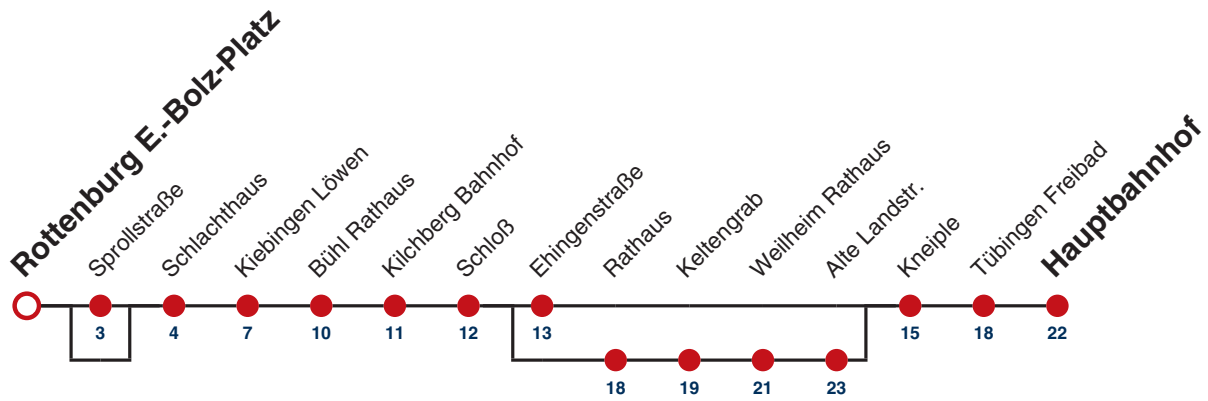 Rottenburg E.-Bolz-Platz
Sprollstraße
Schlachthaus
Kiebingen Löwen
Bühl Rathaus
Kilchberg Bahnhof
Schloß
Ehingenstraße
Rathaus
Keltengrab
Weilheim Rathaus
Alte Landstr.
Kneiple
Tübingen Freibad
Hauptbahnhof
3 4 7 10 11 12 13 15 18 22
18 19 21 23